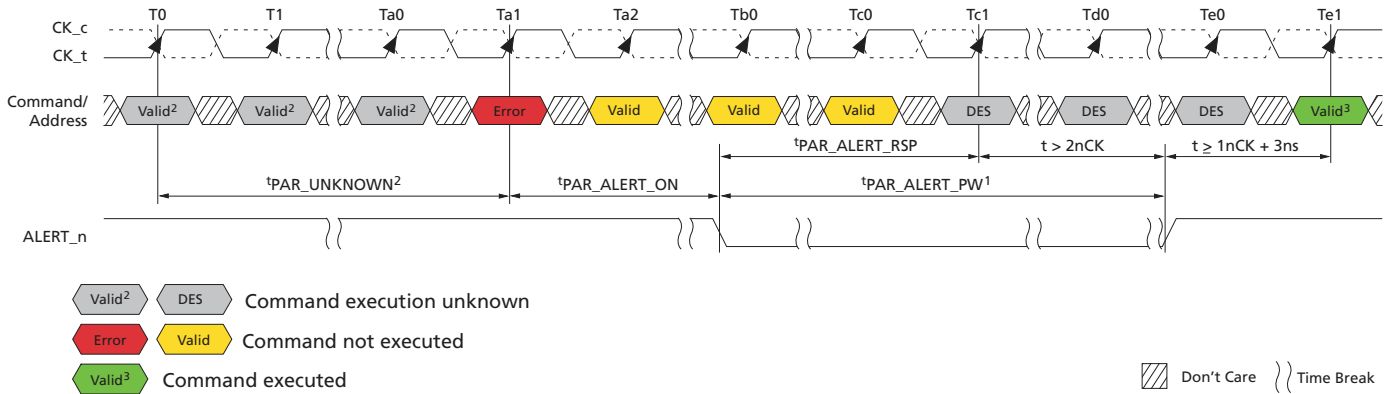 T0 T1 Ta0 Ta1 Ta2 Tb0 Tc0 Tc1 Td0 Te0 Te1
CK_c
CK_t
Command/
Address
Valid² Valid² Valid² Error Valid Valid Valid DES DES DES Valid³
tPAR_ALERT_RSP t > 2nCK t ≥ 1nCK + 3ns
tPAR_UNKNOWN² tPAR_ALERT_ON tPAR_ALERT_PW¹
ALERT_n
Valid² DES Command execution unknown
Error Valid Command not executed
Valid³ Command executed
Don't Care Time Break